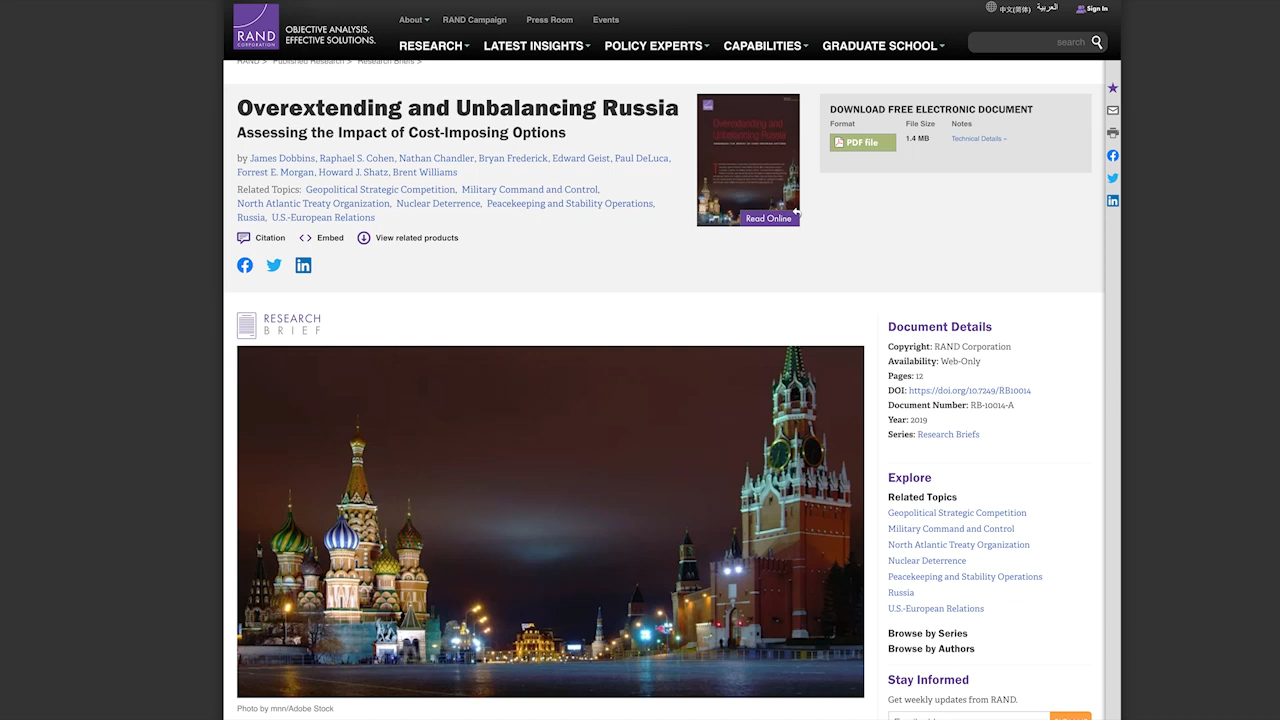 RAND
CORPORATION
OBJECTIVE ANALYSIS.
EFFECTIVE SOLUTIONS.
About
RAND Campaign
Press Room
Events
中文(简体)
العربية
Sign In
RESEARCH
LATEST INSIGHTS
POLICY EXPERTS
CAPABILITIES
GRADUATE SCHOOL
search
RAND > Published Research > Research Briefs >
Overextending and Unbalancing Russia
Assessing the Impact of Cost-Imposing Options
by James Dobbins, Raphael S. Cohen, Nathan Chandler, Bryan Frederick, Edward Geist, Paul DeLuca,
Forrest E. Morgan, Howard J. Shatz, Brent Williams
Related Topics: Geopolitical Strategic Competition, Military Command and Control,
North Atlantic Treaty Organization, Nuclear Deterrence, Peacekeeping and Stability Operations,
Russia, U.S.-European Relations
Citation
Embed
View related products
Overextending and
Unbalancing Russia
Read Online
DOWNLOAD FREE ELECTRONIC DOCUMENT
Format File Size Notes
PDF file 1.4 MB Technical Details »
RESEARCH
BRIEF
Photo by mnn/Adobe Stock
Document Details
Copyright: RAND Corporation
Availability: Web-Only
Pages: 12
DOI: https://doi.org/10.7249/RB10014
Document Number: RB-10014-A
Year: 2019
Series: Research Briefs
Explore
Related Topics
Geopolitical Strategic Competition
Military Command and Control
North Atlantic Treaty Organization
Nuclear Deterrence
Peacekeeping and Stability Operations
Russia
U.S.-European Relations
Browse by Series
Browse by Authors
Stay Informed
Get weekly updates from RAND.